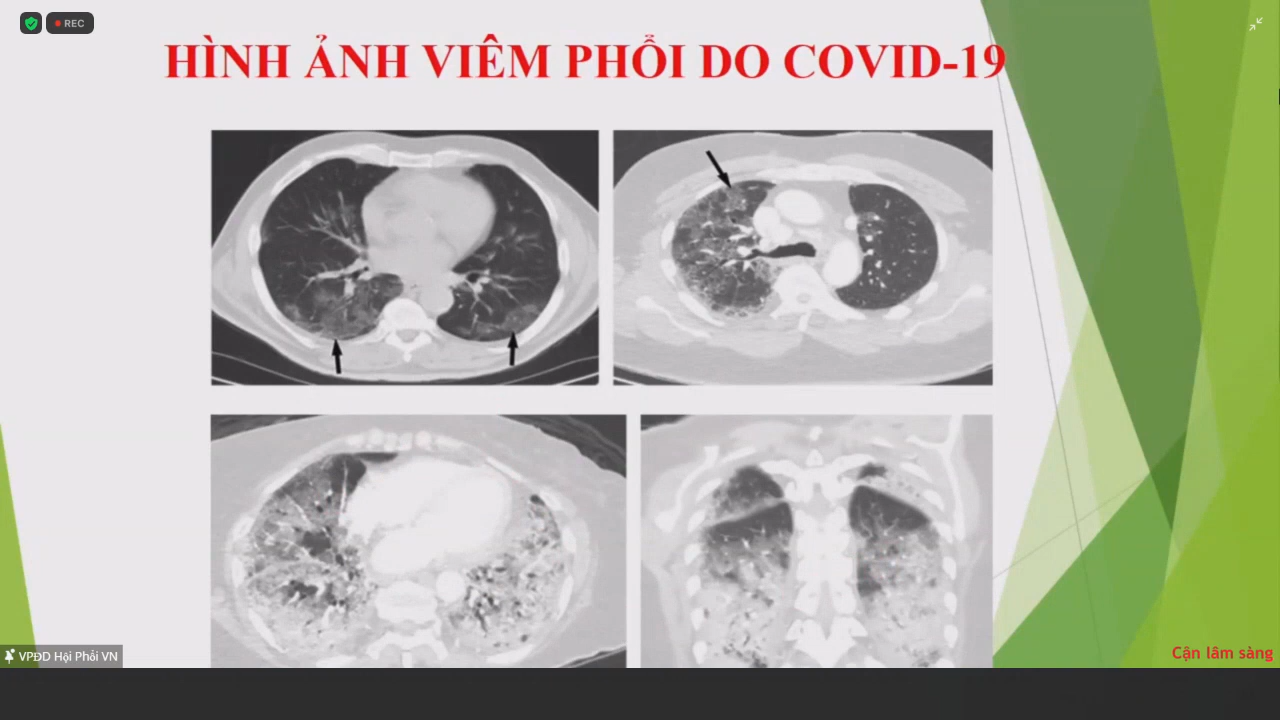 REC
HÌNH ẢNH VIÊM PHỔI DO COVID-19
VPĐD Hội Phổi VN
Cận lâm sàng